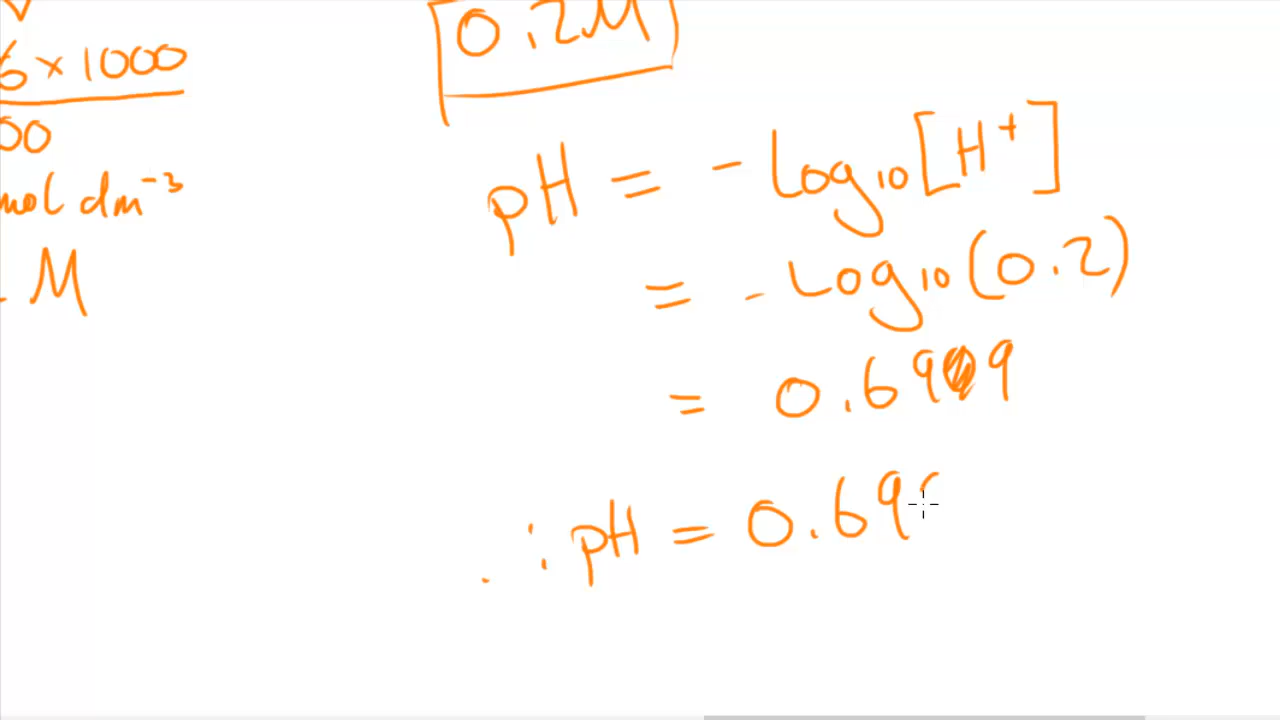 6 × 1000
00
mol dm⁻³
M
0.2M
pH = -log₁₀[H⁺]
= -log₁₀(0.2)
= 0.699
∴ pH = 0.69